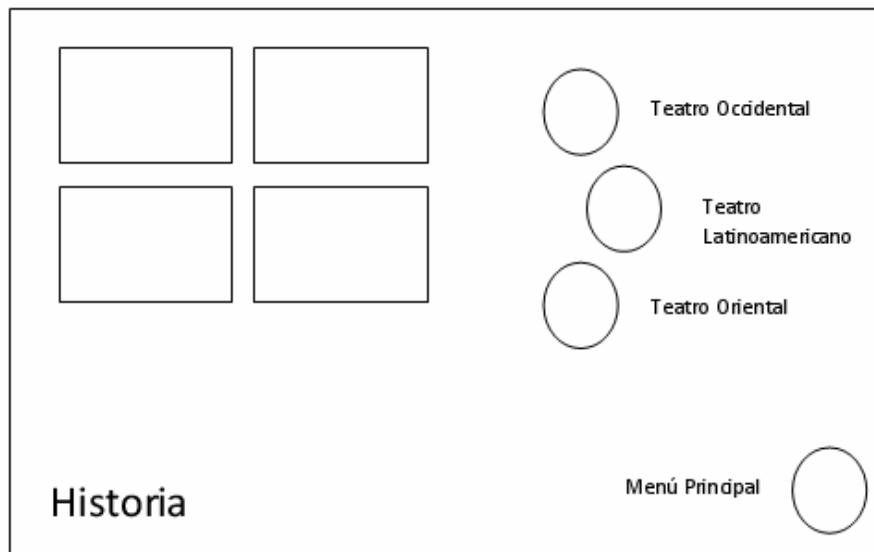 Teatro Occidental
Teatro
Latinoamericano
Teatro Oriental
Menú Principal
Historia